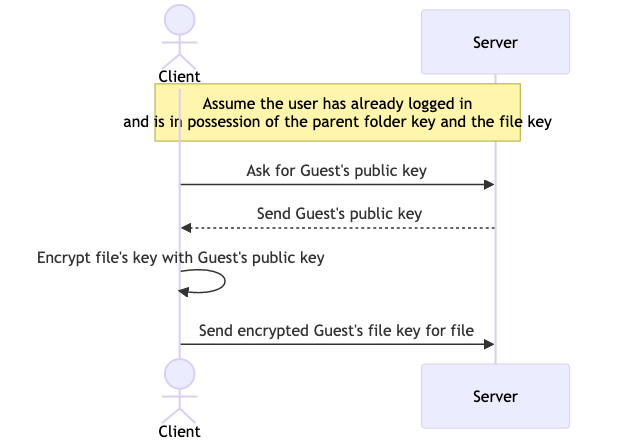 Server
Client
Assume the user has already logged in
and is in possession of the parent folder key and the file key
Ask for Guest's public key
Send Guest's public key
Encrypt file's key with Guest's public key
Send encrypted Guest's file key for file
Server
Client